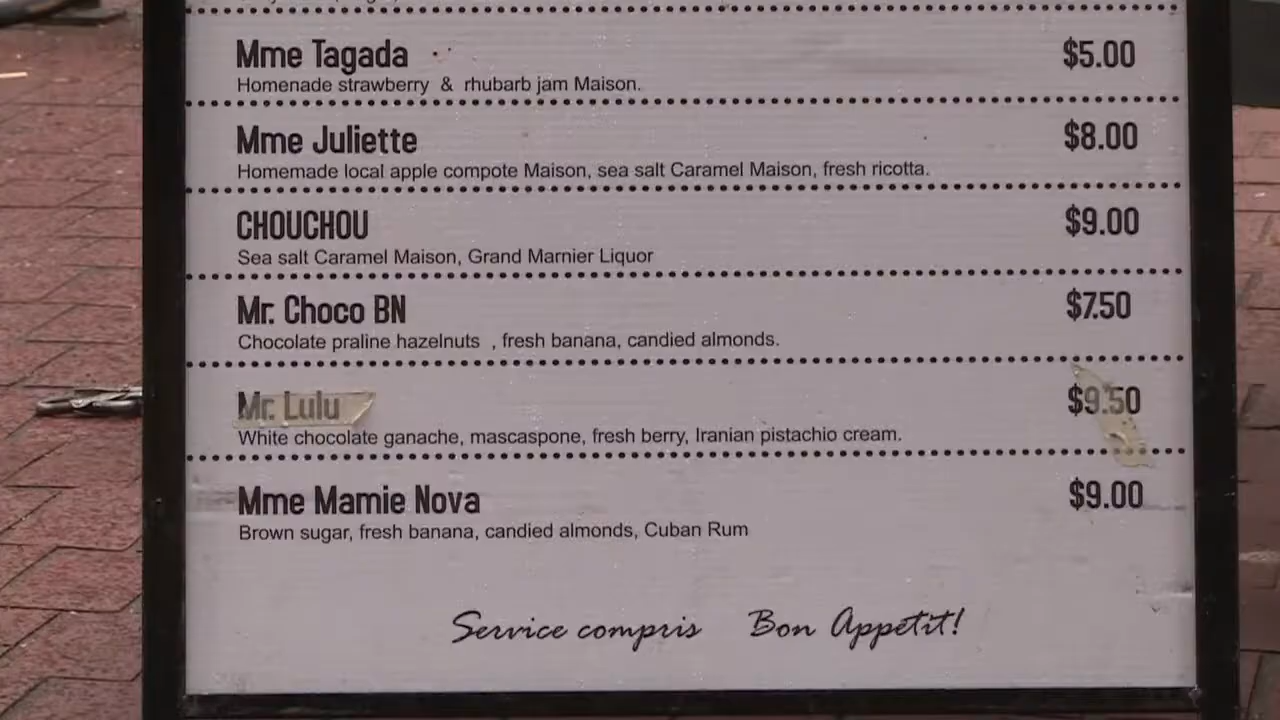 Mme Tagada $5.00
Homenade strawberry & rhubarb jam Maison.
Mme Juliette $8.00
Homemade local apple compote Maison, sea salt Caramel Maison, fresh ricotta.
CHOUCHOU $9.00
Sea salt Caramel Maison, Grand Marnier Liquor
Mr. Choco BN $7.50
Chocolate praline hazelnuts , fresh banana, candied almonds.
Mr. Lulu $9.50
White chocolate ganache, mascaspone, fresh berry, Iranian pistachio cream.
Mme Mamie Nova $9.00
Brown sugar, fresh banana, candied almonds, Cuban Rum
Service compris Bon Appetit!